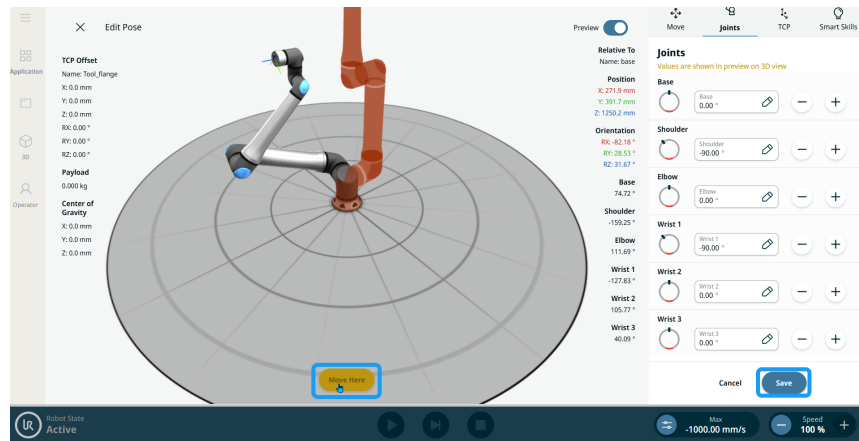 Edit Pose
Preview
Application
3D
Operator
TCP Offset
Name: Tool_flange
X: 0.0 mm
Y: 0.0 mm
Z: 0.0 mm
RX: 0.00 °
RY: 0.00 °
RZ: 0.00 °
Payload
0.000 kg
Center of
Gravity
X: 0.0 mm
Y: 0.0 mm
Z: 0.0 mm
Relative To
Name: base
Position
X: 271.9 mm
Y: 391.7 mm
Z: 1250.2 mm
Orientation
RX: -82.18 °
RY: 28.53 °
RZ: 31.67 °
Base
74.72 °
Shoulder
-159.25 °
Elbow
111.69 °
Wrist 1
-127.83 °
Wrist 2
105.77 °
Wrist 3
40.09 °
Move Here
Move
Joints
TCP
Smart Skills
Joints
Values are shown in preview on 3D view
Base
Base
0.00 °
Shoulder
Shoulder
-90.00 °
Elbow
Elbow
0.00 °
Wrist 1
Wrist 1
-90.00 °
Wrist 2
Wrist 2
0.00 °
Wrist 3
Wrist 3
0.00 °
Cancel
Save
UR
Robot State
Active
Max
-1000.00 mm/s
Speed
100 %